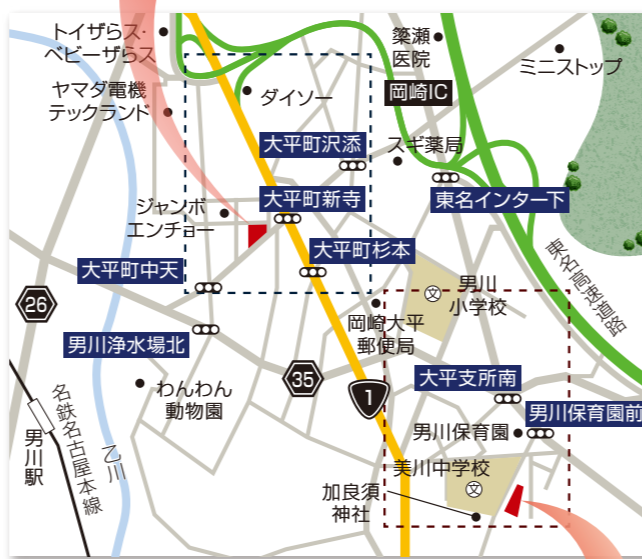 トイザらス・
ベビーザらス
簗瀬
医院
ミニストップ
ヤマダ電機
テックランド
ダイソー
岡崎IC
大平町沢添
スギ薬局
東名インター下
ジャンボ
エンチョー
大平町新寺
大平町杉本
東名高速道路
大平町中天
男川
小学校
文
26
岡崎大平
郵便局
男川浄水場北
35
1
大平支所南
わんわん
動物園
男川保育園前
男川保育園
名鉄名古屋本線
乙川
男川駅
美川中学校
文
加良須
神社